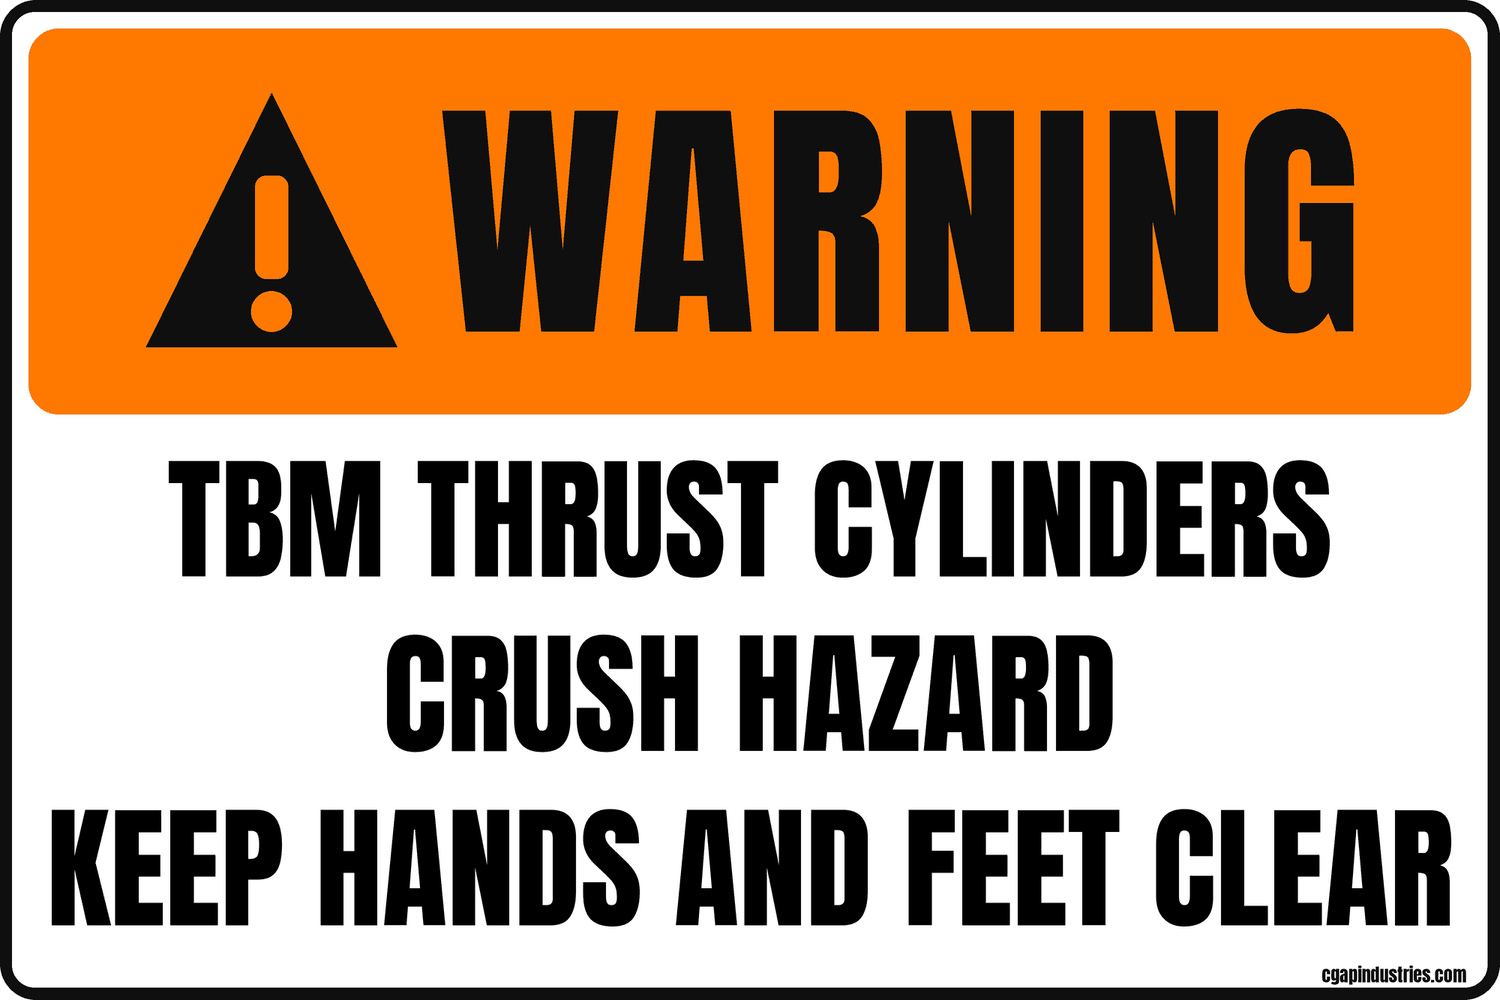 WARNING
TBM THRUST CYLINDERS
CRUSH HAZARD
KEEP HANDS AND FEET CLEAR
cgapindustries.com